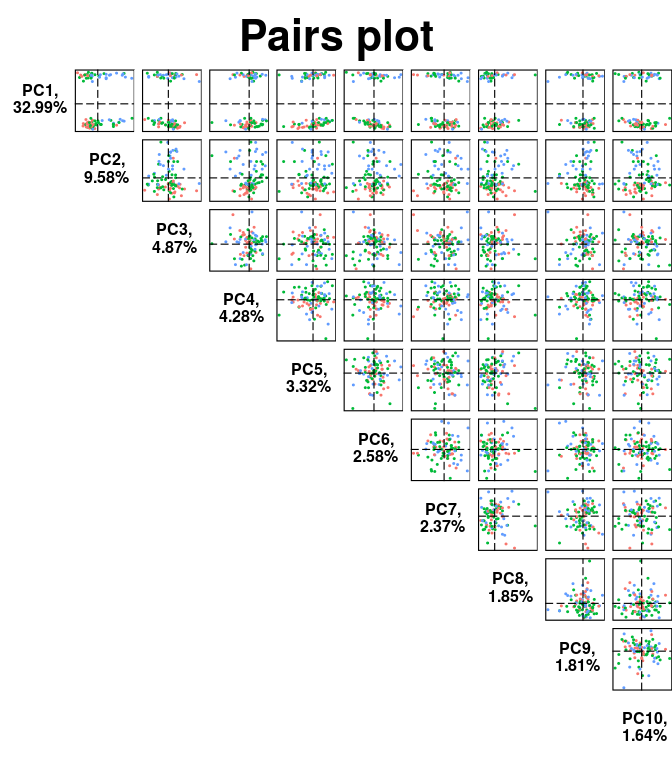 Pairs plot
PC1,
32.99%
PC2,
9.58%
PC3,
4.87%
PC4,
4.28%
PC5,
3.32%
PC6,
2.58%
PC7,
2.37%
PC8,
1.85%
PC9,
1.81%
PC10,
1.64%